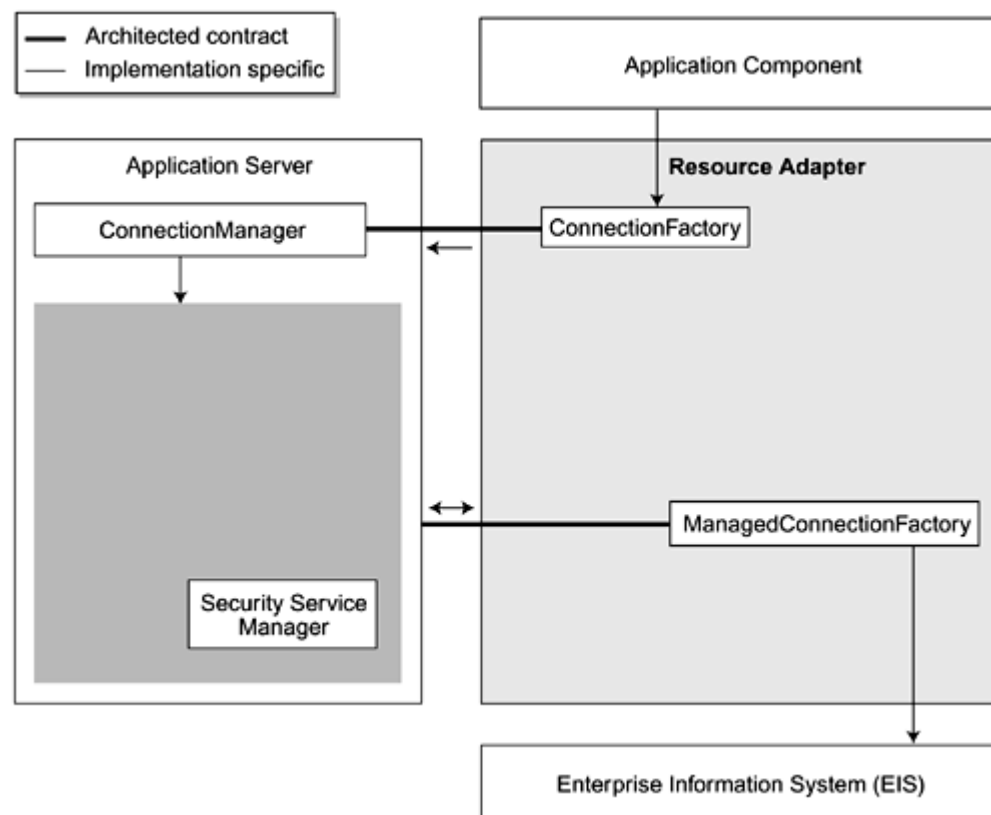 Architected contract
Implementation specific
Application Component
Application Server
Resource Adapter
ConnectionManager
ConnectionFactory
ManagedConnectionFactory
Security Service
Manager
Enterprise Information System (EIS)